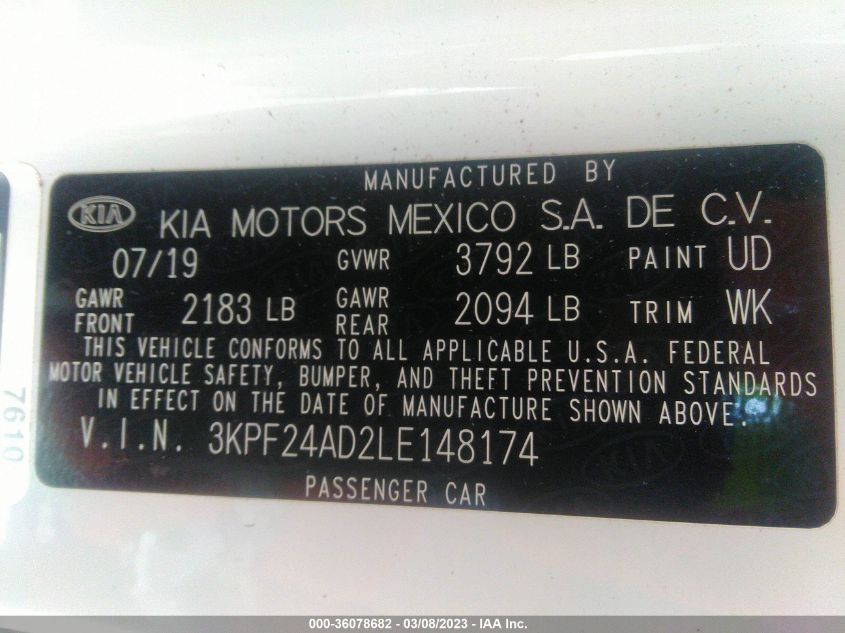 MANUFACTURED BY
KIA KIA MOTORS MEXICO S.A. DE C.V.
07/19 GVWR 3792 LB PAINT UD
GAWR FRONT 2183 LB GAWR REAR 2094 LB TRIM WK
THIS VEHICLE CONFORMS TO ALL APPLICABLE U.S.A. FEDERAL
MOTOR VEHICLE SAFETY, BUMPER, AND THEFT PREVENTION STANDARDS
IN EFFECT ON THE DATE OF MANUFACTURE SHOWN ABOVE.
V.I.N. 3KPF24AD2LE148174
PASSENGER CAR
7610
000-36078682 - 03/08/2023 - IAA Inc.